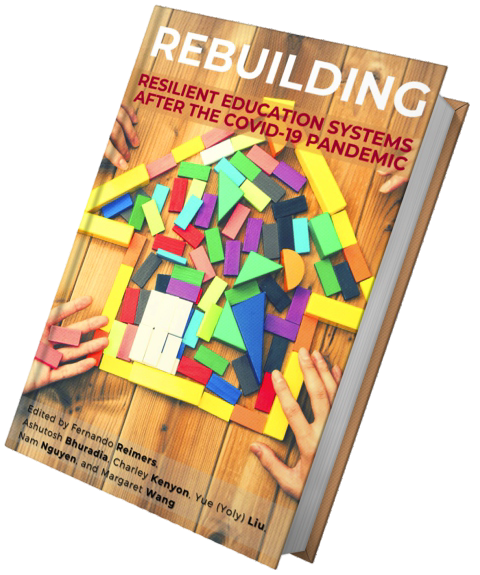 REBUILDING
RESILIENT EDUCATION SYSTEMS
AFTER THE COVID-19 PANDEMIC
Edited by Fernando Reimers,
Ashutosh Bhuradia, Charley Kenyon, Yue (Yoly) Liu,
Nam Nguyen, and Margaret Wang